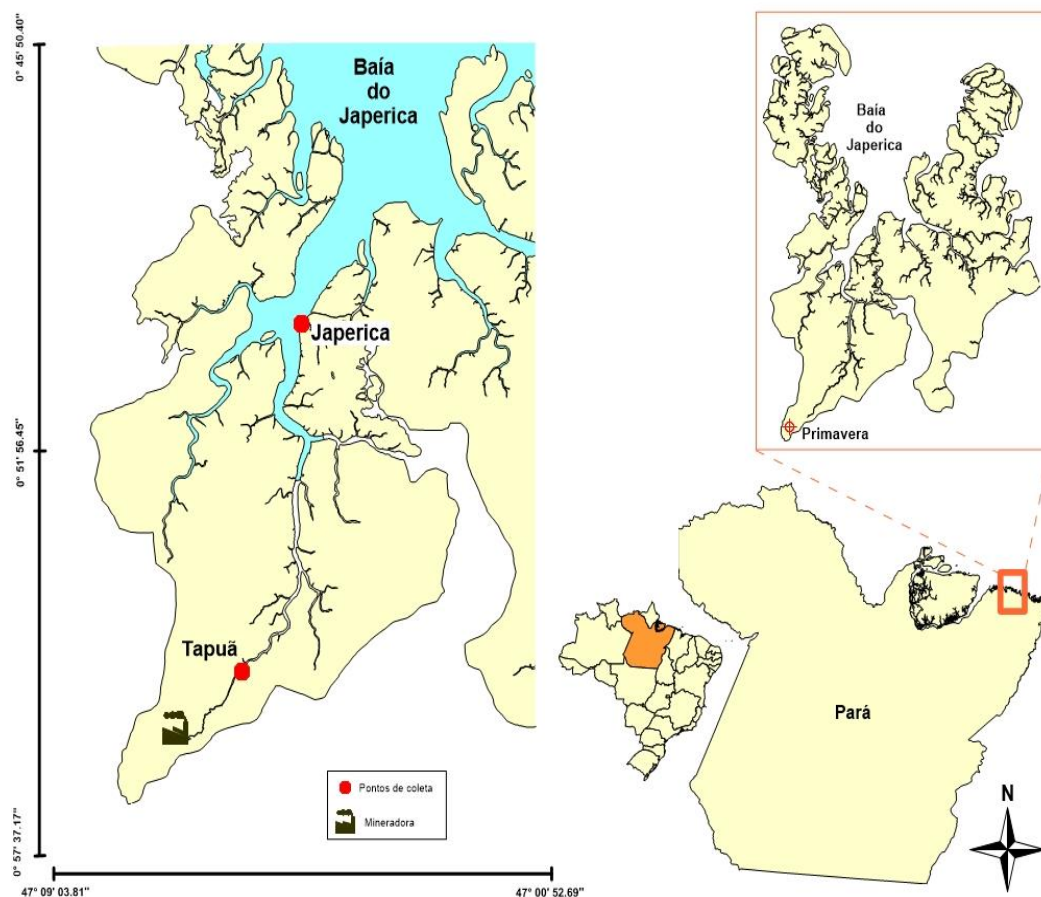 0° 45' 50.40"
0° 51' 56.45"
0° 57' 37.17"
47° 09' 03.81"
47° 00' 52.69"
Baía
do
Japerica
Japerica
Tapuã
Pontos de coleta
Mineradora
Baía
do
Japerica
Primavera
Pará
N